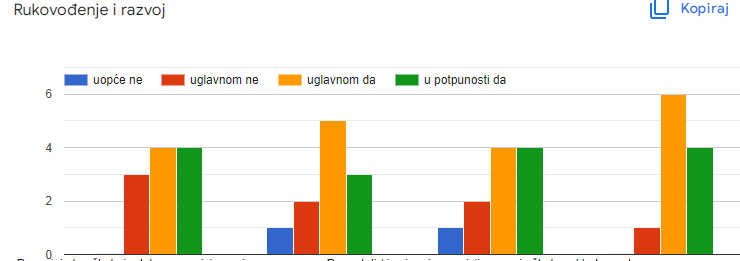 Rukovođenje i razvoj
Kopiraj
uopće ne
uglavnom ne
uglavnom da
u potpunosti da
6
4
2
0